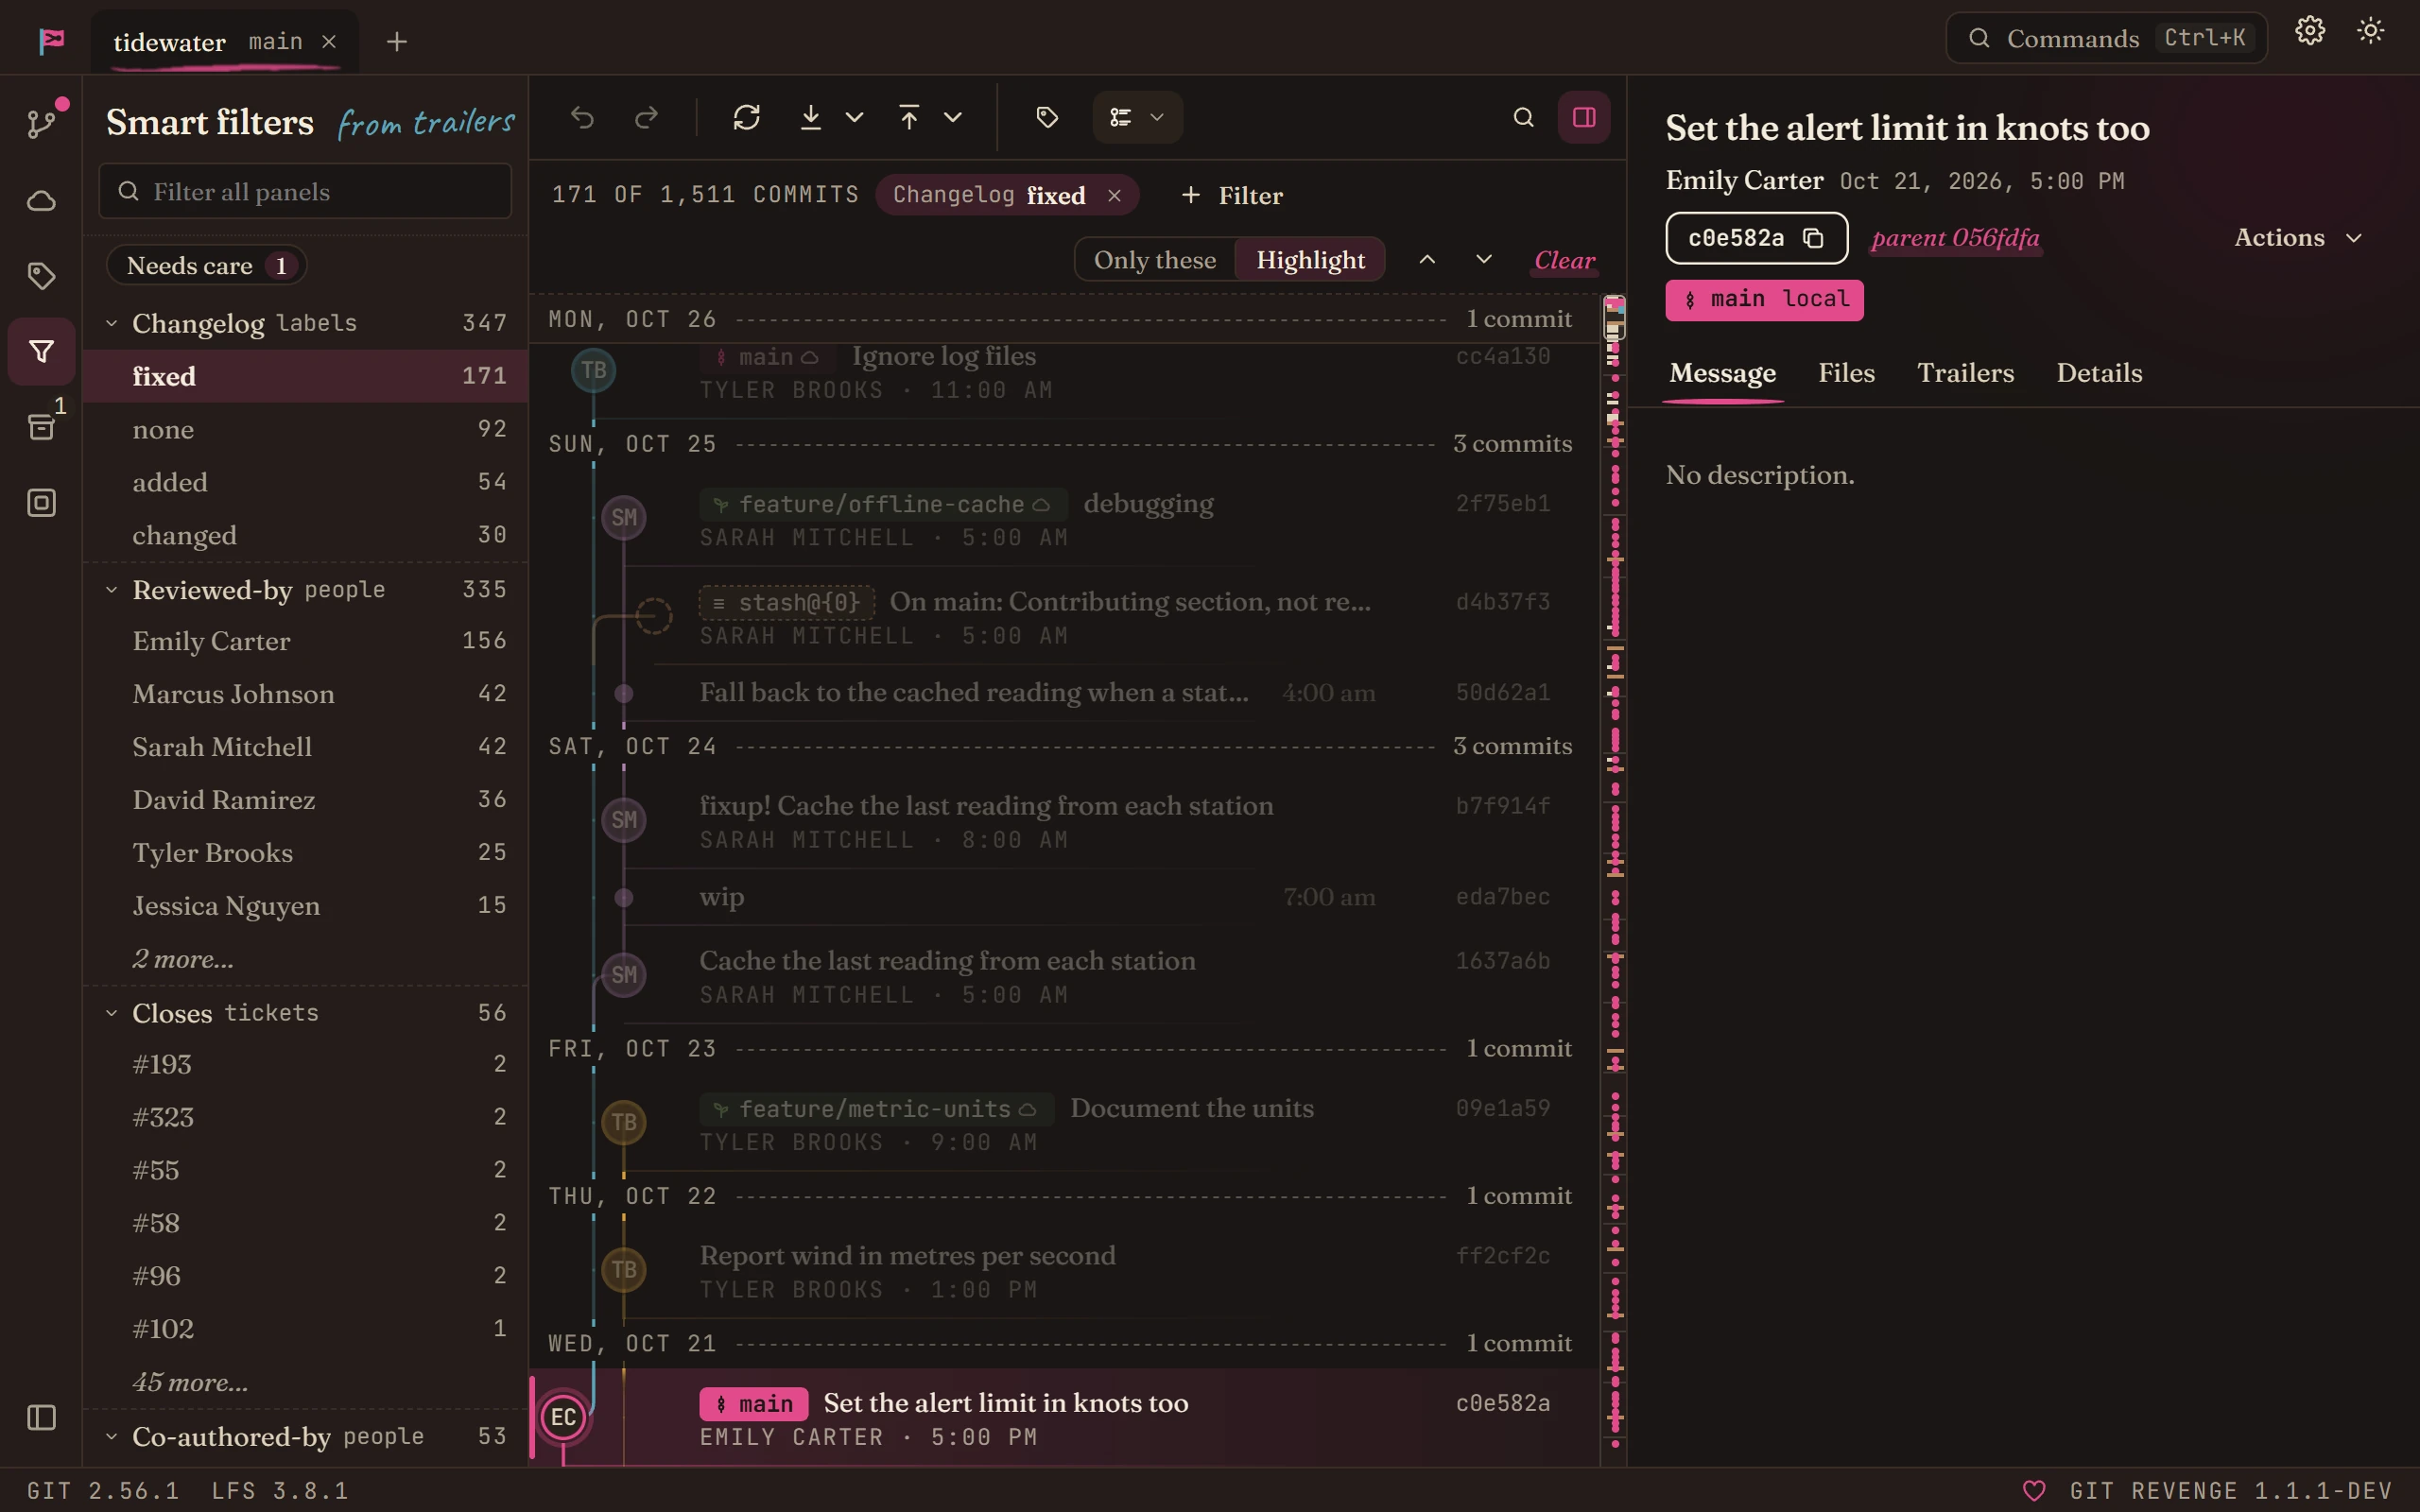 tidewater main
Commands Ctrl+K
Smart filters from trailers
Filter all panels
Needs care 1
Changelog labels 347
fixed 171
none 92
added 54
changed 30
Reviewed-by people 335
Emily Carter 156
Marcus Johnson 42
Sarah Mitchell 42
David Ramirez 36
Tyler Brooks 25
Jessica Nguyen 15
2 more...
Closes tickets 56
#193 2
#323 2
#55 2
#58 2
#96 2
#102 1
45 more...
Co-authored-by people 53
1
171 OF 1,511 COMMITS Changelog fixed Filter
Only these Highlight Clear
MON, OCT 26 1 commit
TB main Ignore log files cc4a130
TYLER BROOKS · 11:00 AM
SUN, OCT 25 3 commits
SM feature/offline-cache debugging 2f75eb1
SARAH MITCHELL · 5:00 AM
stash@{0} On main: Contributing section, not re... d4b37f3
SARAH MITCHELL · 5:00 AM
Fall back to the cached reading when a stat... 4:00 am 50d62a1
SAT, OCT 24 3 commits
SM fixup! Cache the last reading from each station b7f914f
SARAH MITCHELL · 8:00 AM
wip 7:00 am eda7bec
SM Cache the last reading from each station 1637a6b
SARAH MITCHELL · 5:00 AM
FRI, OCT 23 1 commit
TB feature/metric-units Document the units 09e1a59
TYLER BROOKS · 9:00 AM
THU, OCT 22 1 commit
TB Report wind in metres per second ff2cf2c
TYLER BROOKS · 1:00 PM
WED, OCT 21 1 commit
EC main Set the alert limit in knots too c0e582a
EMILY CARTER · 5:00 PM
Set the alert limit in knots too
Emily Carter Oct 21, 2026, 5:00 PM
c0e582a parent 056fdfa Actions
main local
Message Files Trailers Details
No description.
GIT 2.56.1 LFS 3.8.1
GIT REVENGE 1.1.1-DEV